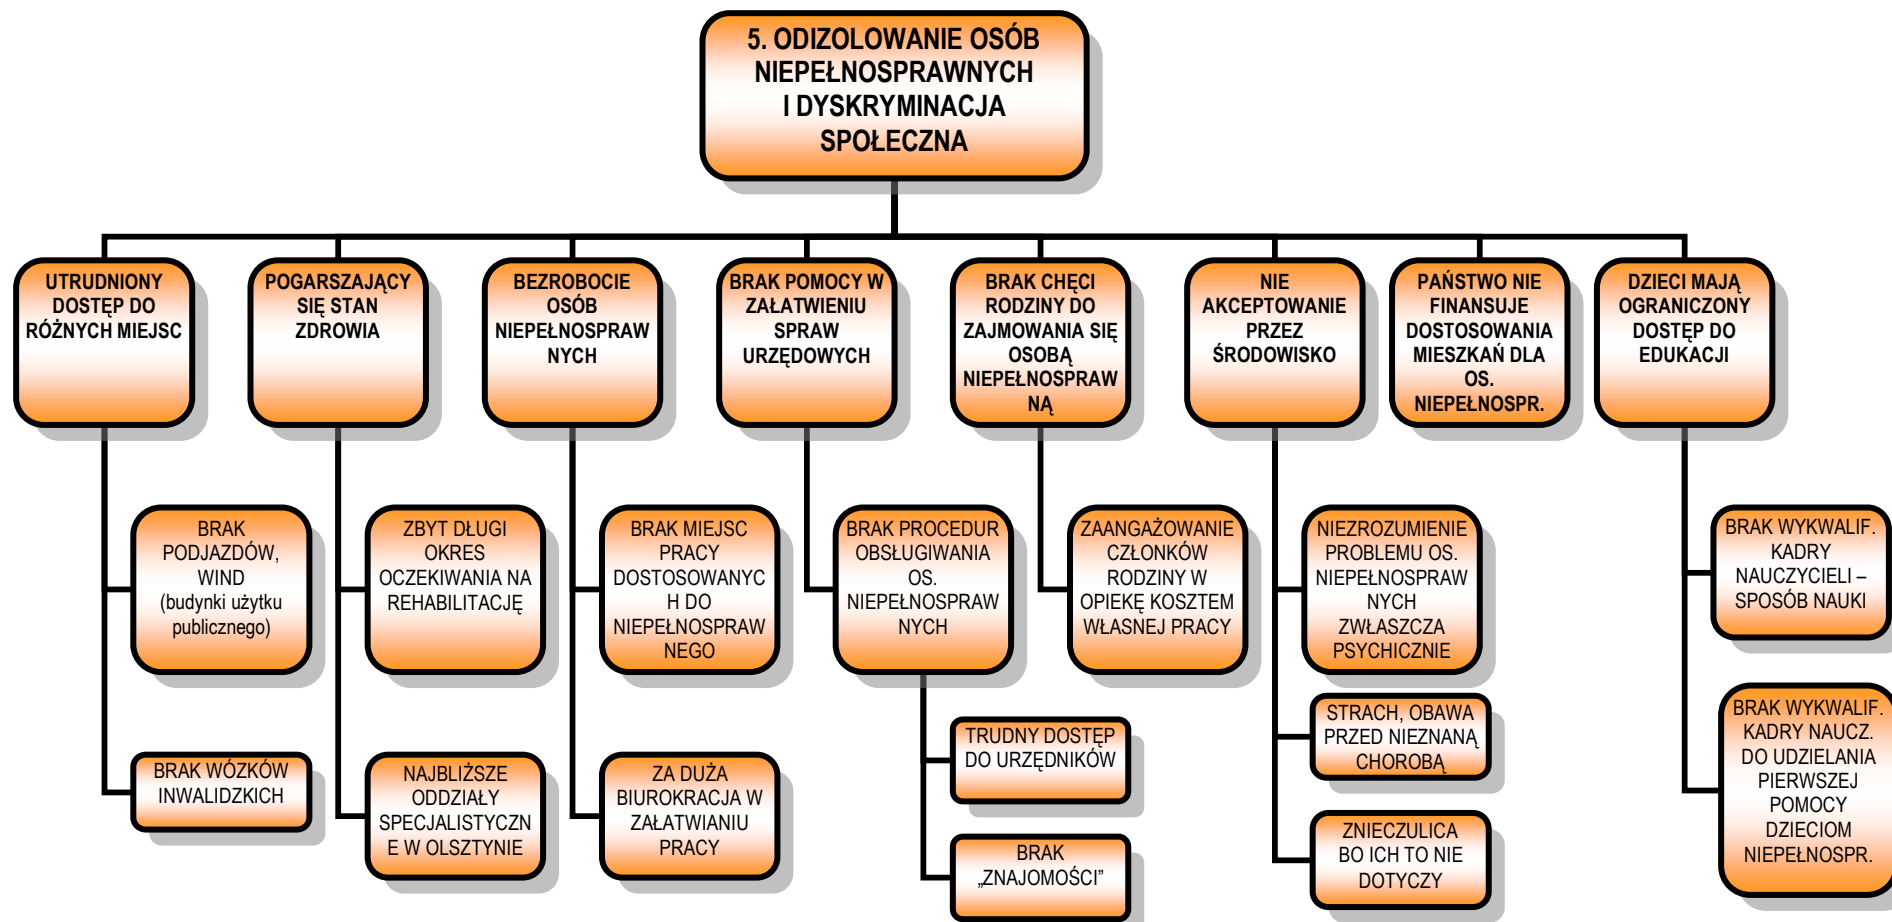 5. ODIZOLOWANIE OSÓB
NIEPEŁNOSPRAWNYCH
I DYSKRYMINACJA
SPOŁECZNA
UTRUDNIONY
DOSTĘP DO
RÓŻNYCH MIEJSC
POGARSZAJĄCY
SIĘ STAN
ZDROWIA
BEZROBOCIE
OSÓB
NIEPEŁNOSPRAW
NYCH
BRAK POMOCY W
ZAŁATWIENIU
SPRAW
URZĘDOWYCH
BRAK CHĘCI
RODZINY DO
ZAJMOWANIA SIĘ
OSOBĄ
NIEPEŁNOSPRAW
NĄ
NIE
AKCEPTOWANIE
PRZEZ
ŚRODOWISKO
PAŃSTWO NIE
FINANSUJE
DOSTOSOWANIA
MIESZKAŃ DLA
OS.
NIEPEŁNOSPR.
DZIECI MAJĄ
OGRANICZONY
DOSTĘP DO
EDUKACJI
BRAK
PODJAZDÓW,
WIND
(budynki użytku
publicznego)
ZBYT DŁUGI
OKRES
OCZEKIWANIA NA
REHABILITACJĘ
BRAK MIEJSC
PRACY
DOSTOSOWANYC
H DO
NIEPEŁNOSPRAW
NEGO
BRAK PROCEDUR
OBSŁUGIWANIA
OS.
NIEPEŁNOSPRAW
NYCH
ZAANGAŻOWANIE
CZŁONKÓW
RODZINY W
OPIEKĘ KOSZTEM
WŁASNEJ PRACY
NIEZROZUMIENIE
PROBLEMU OS.
NIEPEŁNOSPRAW
NYCH
ZWŁASZCZA
PSYCHICZNIE
BRAK WYKWALIF.
KADRY
NAUCZYCIELI –
SPOSÓB NAUKI
BRAK WÓZKÓW
INWALIDZKICH
NAJBLIŻSZE
ODDZIAŁY
SPECJALISTYCZN
E W OLSZTYNIE
ZA DUŻA
BIUROKRACJA W
ZAŁATWIANIU
PRACY
TRUDNY DOSTĘP
DO URZĘDNIKÓW
BRAK
„ZNAJOMOŚCI”
STRACH, OBAWA
PRZED NIEZNANĄ
CHOROBĄ
ZNIECZULICA
BO ICH TO NIE
DOTYCZY
BRAK WYKWALIF.
KADRY NAUCZ.
DO UDZIELANIA
PIERWSZEJ
POMOCY
DZIECIOM
NIEPEŁNOSPR.